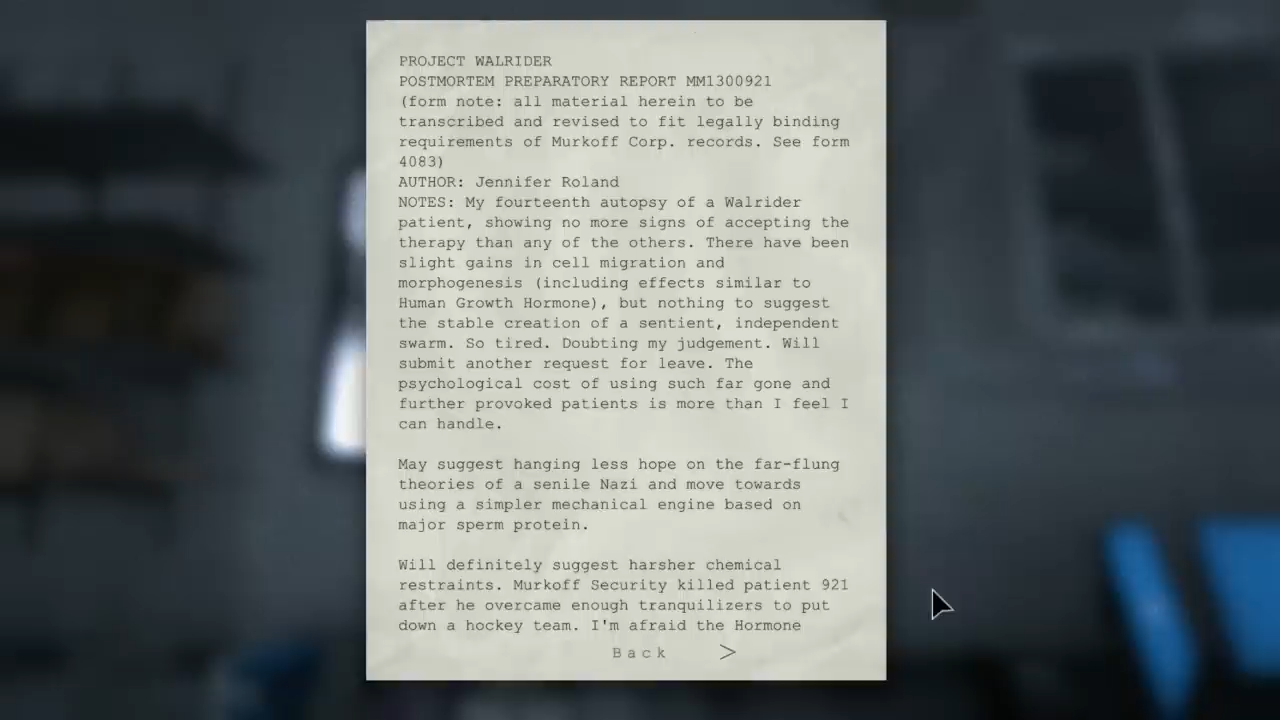 PROJECT WALRIDER
POSTMORTEM PREPARATORY REPORT MM1300921
(form note: all material herein to be
transcribed and revised to fit legally binding
requirements of Murkoff Corp. records. See form
4083)
AUTHOR: Jennifer Roland
NOTES: My fourteenth autopsy of a Walrider
patient, showing no more signs of accepting the
therapy than any of the others. There have been
slight gains in cell migration and
morphogenesis (including effects similar to
Human Growth Hormone), but nothing to suggest
the stable creation of a sentient, independent
swarm. So tired. Doubting my judgement. Will
submit another request for leave. The
psychological cost of using such far gone and
further provoked patients is more than I feel I
can handle.
May suggest hanging less hope on the far-flung
theories of a senile Nazi and move towards
using a simpler mechanical engine based on
major sperm protein.
Will definitely suggest harsher chemical
restraints. Murkoff Security killed patient 921
after he overcame enough tranquilizers to put
down a hockey team. I'm afraid the Hormone
Back >